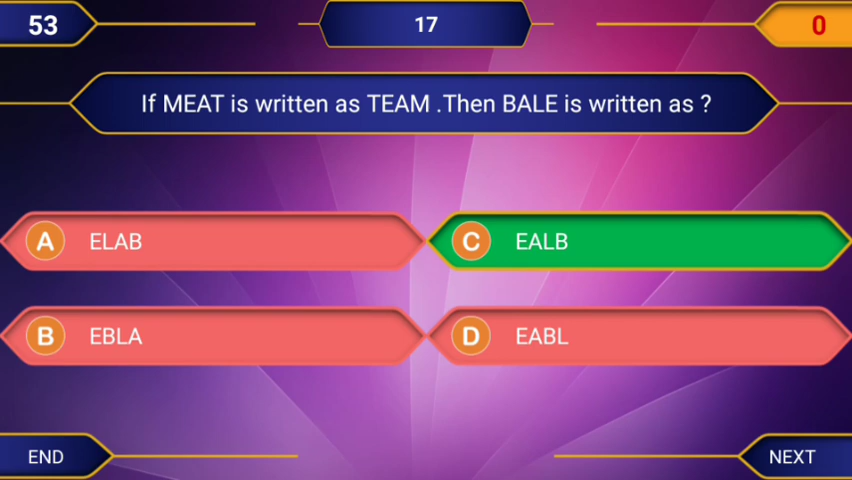 53
17
0
If MEAT is written as TEAM .Then BALE is written as ?
A ELAB
C EALB
B EBLA
D EABL
END
NEXT